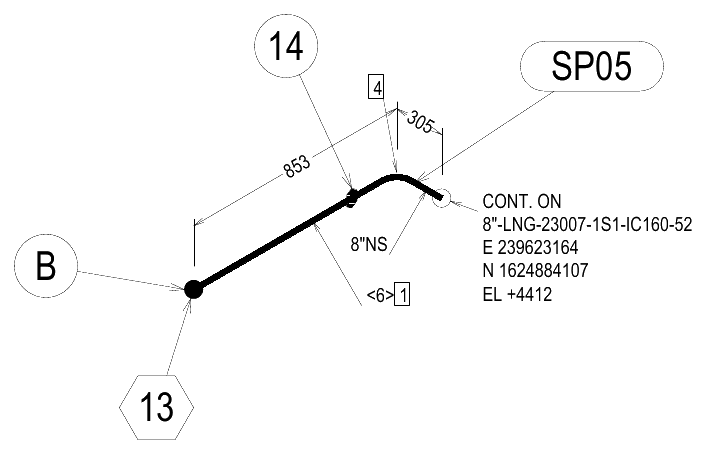 14
SP05
4
305
853
CONT. ON
8"-LNG-23007-1S1-IC160-52
E 239623164
N 1624884107
EL +4412
8"NS
B
<6> 1
13